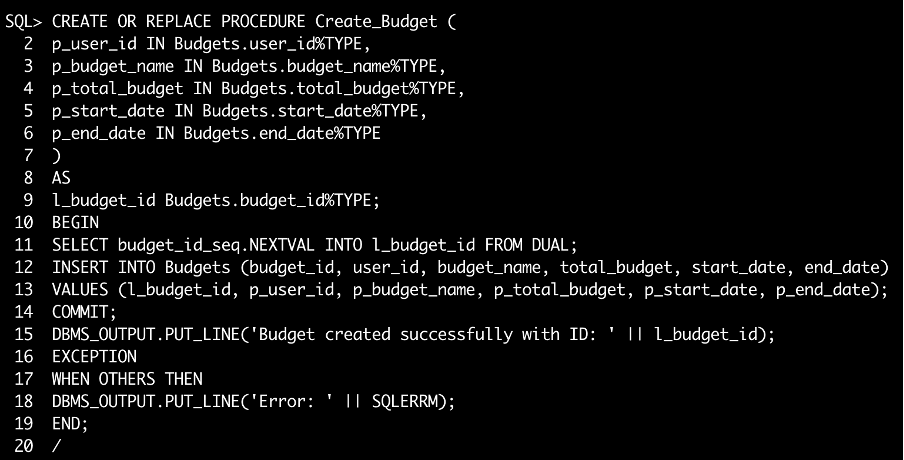 SQL> CREATE OR REPLACE PROCEDURE Create_Budget (
2 p_user_id IN Budgets.user_id%TYPE,
3 p_budget_name IN Budgets.budget_name%TYPE,
4 p_total_budget IN Budgets.total_budget%TYPE,
5 p_start_date IN Budgets.start_date%TYPE,
6 p_end_date IN Budgets.end_date%TYPE
7 )
8 AS
9 l_budget_id Budgets.budget_id%TYPE;
10 BEGIN
11 SELECT budget_id_seq.NEXTVAL INTO l_budget_id FROM DUAL;
12 INSERT INTO Budgets (budget_id, user_id, budget_name, total_budget, start_date, end_date)
13 VALUES (l_budget_id, p_user_id, p_budget_name, p_total_budget, p_start_date, p_end_date);
14 COMMIT;
15 DBMS_OUTPUT.PUT_LINE('Budget created successfully with ID: ' || l_budget_id);
16 EXCEPTION
17 WHEN OTHERS THEN
18 DBMS_OUTPUT.PUT_LINE('Error: ' || SQLERRM);
19 END;
20 /